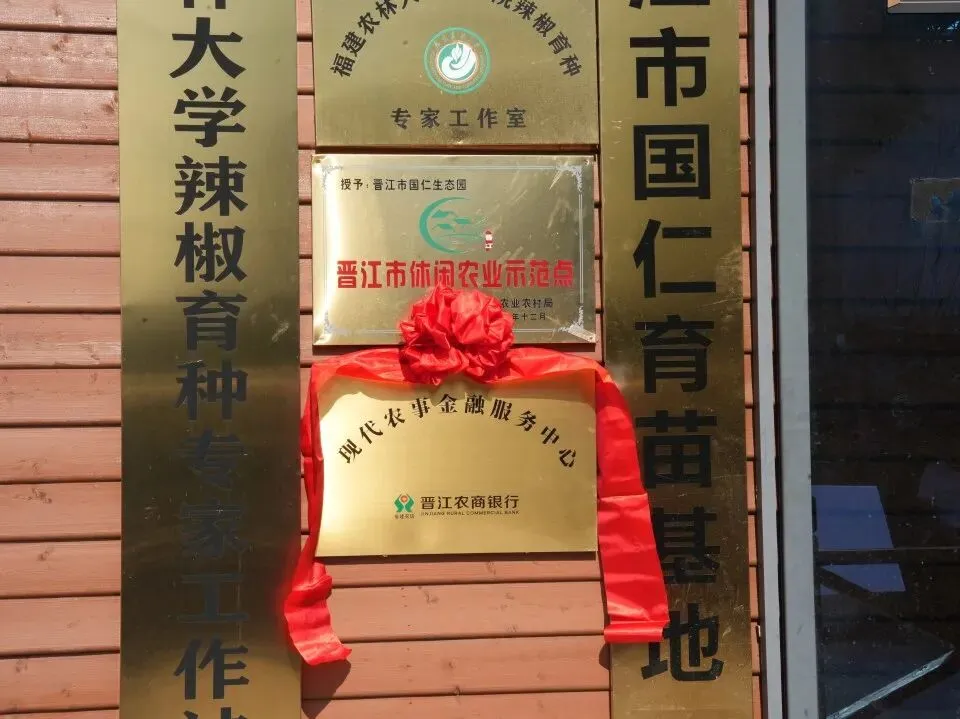 大学辣椒育种专家工作
福建农林
辣椒育种
专家工作室
授予：晋江市国仁生态园
晋江市休闲农业示范点
农业农村局
年十二月
现代农事金融服务中心
晋江农商银行
JINJIANG RURAL COMMERCIAL BANK
江市国仁育苗基地